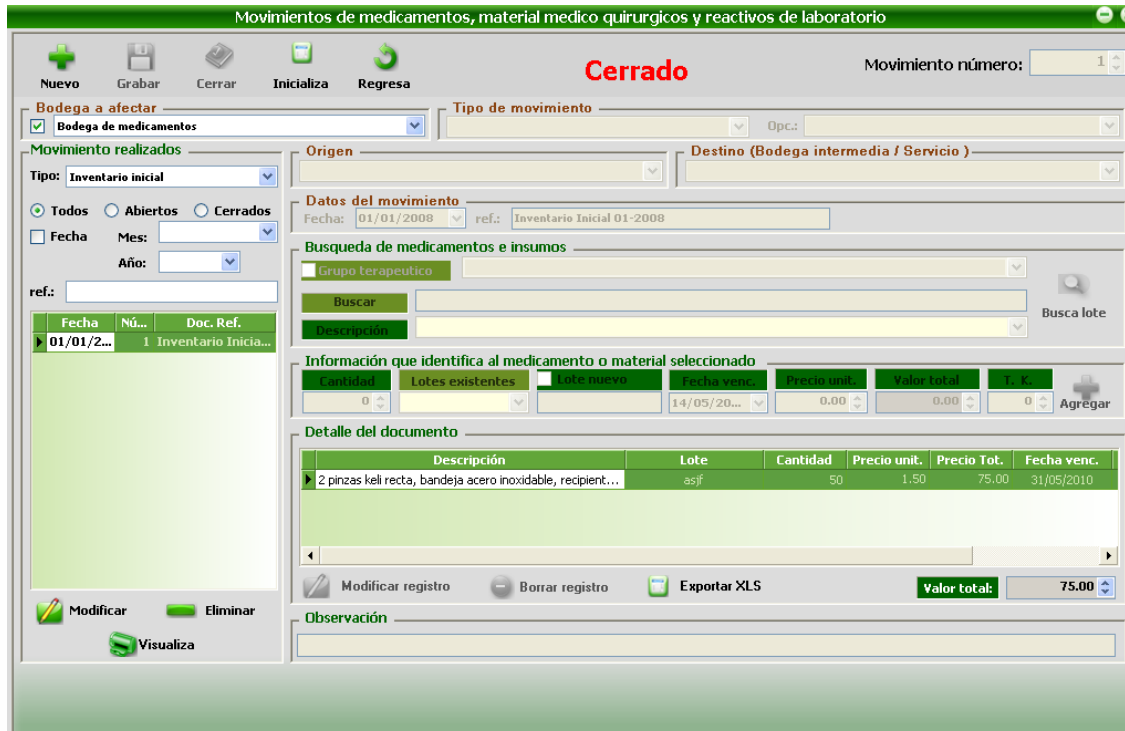 Movimientos de medicamentos, material medico quirurgicos y reactivos de laboratorio
Nuevo Grabar Cerrar Inicializa Regresa
Cerrado
Movimiento número: 1
Bodega a afectar
Bodega de medicamentos
Tipo de movimiento
Opc.:
Movimiento realizados
Tipo: Inventario inicial
Todos Abiertos Cerrados
Fecha Mes:
Año:
ref.:
Fecha Nú... Doc. Ref.
01/01/2... 1 Inventario Inicia...
Modificar Eliminar
Visualiza
Origen
Destino (Bodega intermedia / Servicio )
Datos del movimiento
Fecha: 01/01/2008 ref.: Inventario Inicial 01-2008
Busqueda de medicamentos e insumos
Grupo terapeutico
Buscar
Descripción
Busca lote
Información que identifica al medicamento o material seleccionado
Cantidad Lotes existentes Lote nuevo Fecha venc. Precio unit. Valor total T. K.
0 14/05/20... 0.00 0.00 0 Agregar
Detalle del documento
Descripción Lote Cantidad Precio unit. Precio Tot. Fecha venc.
2 pinzas keli recta, bandeja acero inoxidable, recipient... asjf 50 1.50 75.00 31/05/2010
Modificar registro Borrar registro Exportar XLS Valor total: 75.00
Observación